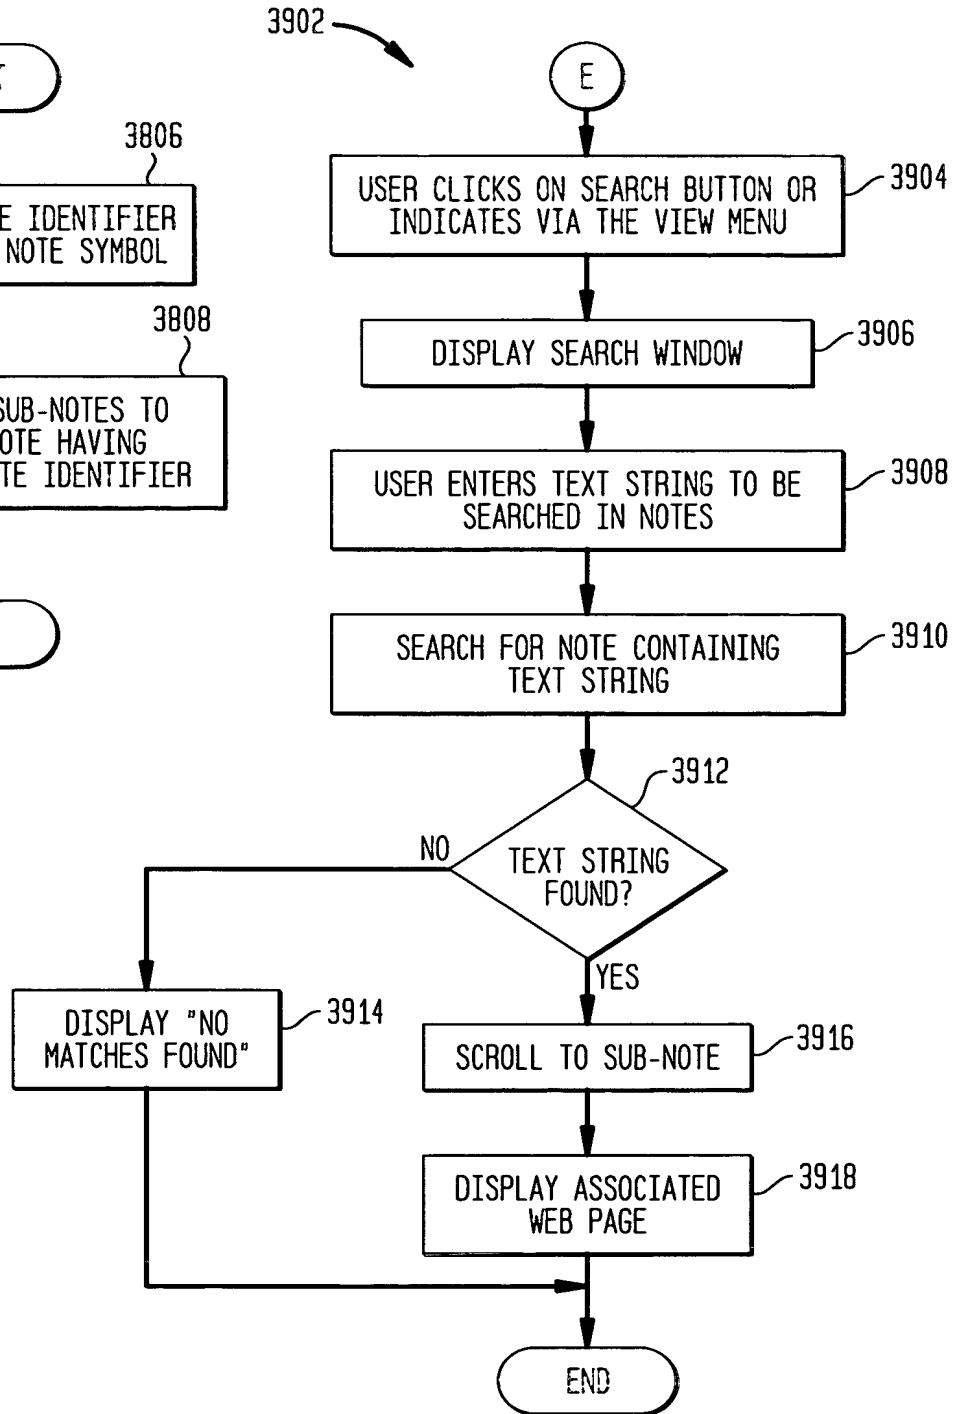 3902
E
3806
E IDENTIFIER
NOTE SYMBOL
3808
SUB-NOTES TO
OTE HAVING
TE IDENTIFIER
USER CLICKS ON SEARCH BUTTON OR
INDICATES VIA THE VIEW MENU
3904
DISPLAY SEARCH WINDOW
3906
USER ENTERS TEXT STRING TO BE
SEARCHED IN NOTES
3908
SEARCH FOR NOTE CONTAINING
TEXT STRING
3910
3912
TEXT STRING
FOUND?
NO
YES
DISPLAY "NO
MATCHES FOUND"
3914
SCROLL TO SUB-NOTE
3916
DISPLAY ASSOCIATED
WEB PAGE
3918
END